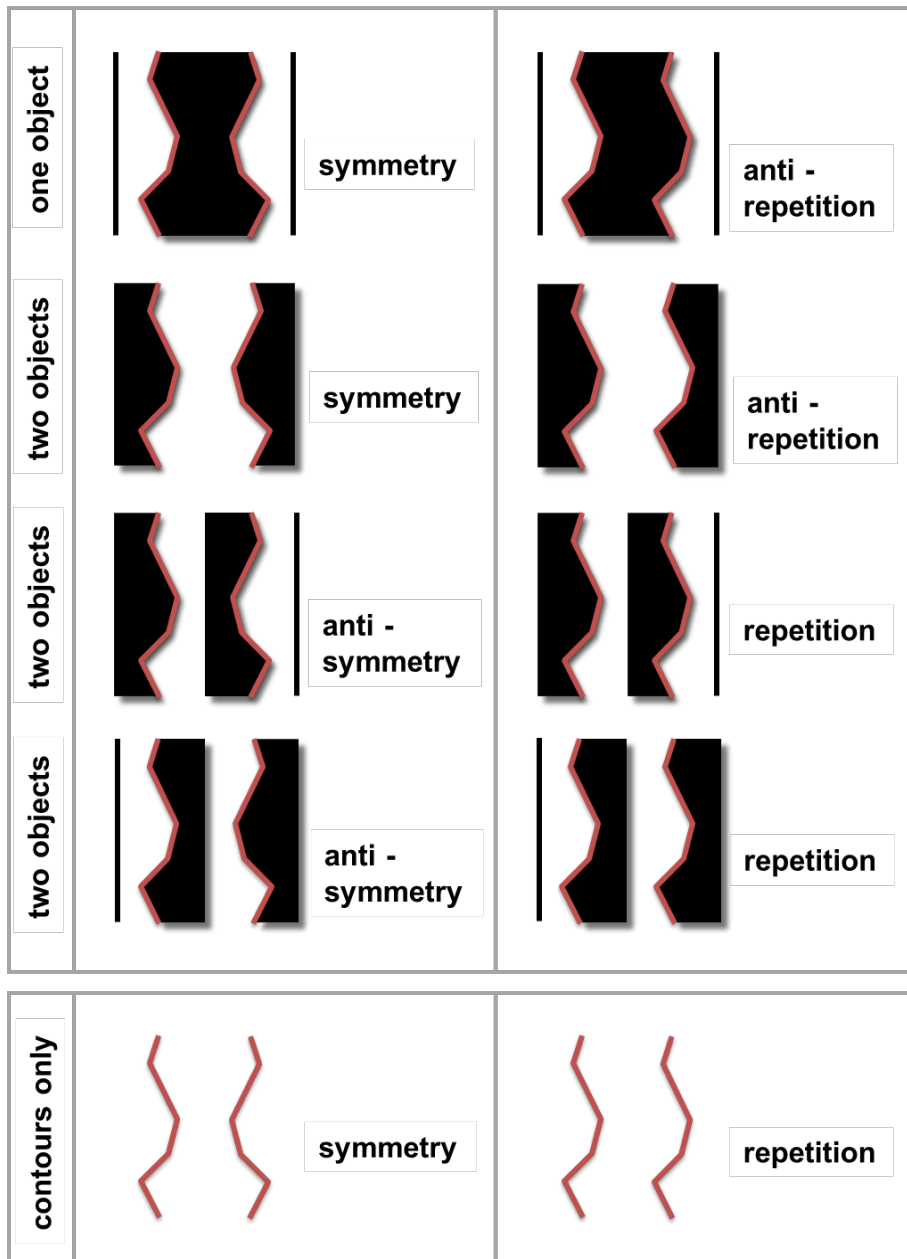 one object
symmetry
anti -
repetition
two objects
symmetry
anti -
repetition
two objects
anti -
symmetry
repetition
two objects
anti -
symmetry
repetition
contours only
symmetry
repetition